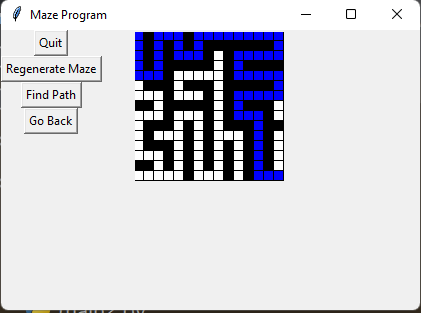 Maze Program
Quit
Regenerate Maze
Find Path
Go Back